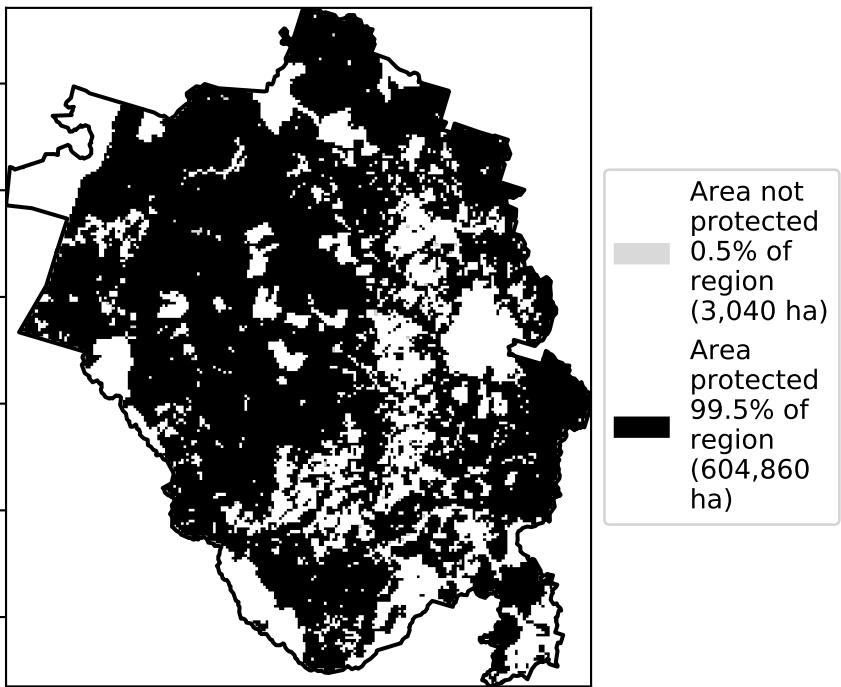 Area not
protected
0.5% of
region
(3,040 ha)
Area
protected
99.5% of
region
(604,860
ha)